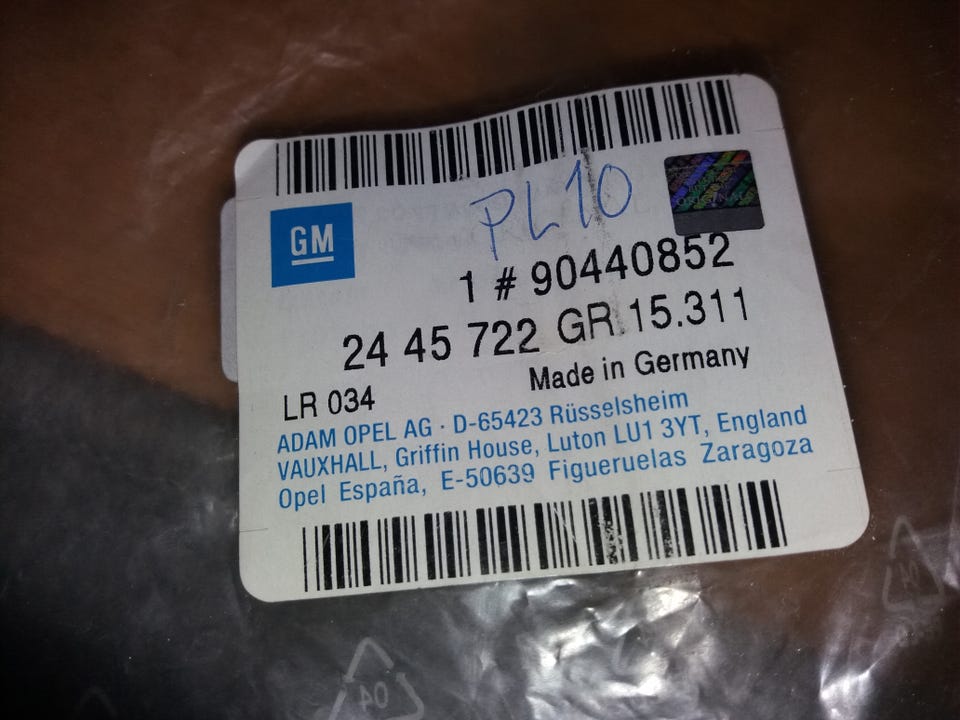 PL10
GM
1 # 90440852
24 45 722 GR 15.311
LR 034
Made in Germany
ADAM OPEL AG · D-65423 Rüsselsheim
VAUXHALL, Griffin House, Luton LU1 3YT, England
Opel España, E-50639 Figueruelas Zaragoza
04